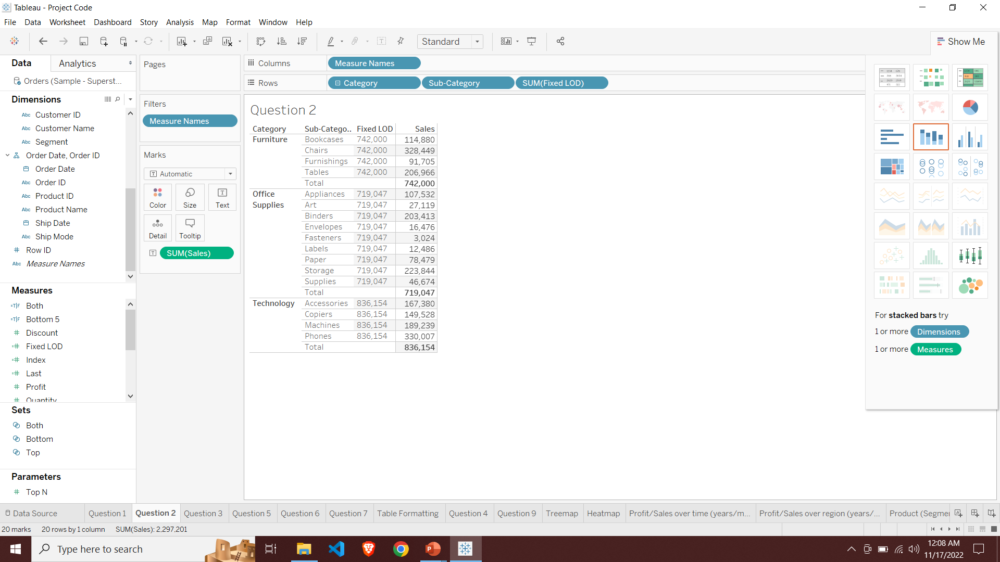 Tableau - Project Code
File Data Worksheet Dashboard Story Analysis Map Format Window Help
Standard
Show Me
Data
Analytics
Orders (Sample - Superst...
Dimensions
Abc Customer ID
Abc Customer Name
Abc Segment
Order Date, Order ID
Order Date
Abc Order ID
Abc Product ID
Abc Product Name
Ship Date
Abc Ship Mode
# Row ID
Abc Measure Names
Measures
=T|F Both
=T|F Bottom 5
# Discount
=# Fixed LOD
=# Index
=# Last
# Profit
# Quantity
Sets
Both
Bottom
Top
Parameters
# Top N
Pages
Filters
Measure Names
Marks
Automatic
Color Size Text
Detail Tooltip
SUM(Sales)
Columns Measure Names
Rows Category Sub-Category SUM(Fixed LOD)
Question 2
Category Sub-Catego.. Fixed LOD Sales
Furniture Bookcases 742,000 114,880
Chairs 742,000 328,449
Furnishings 742,000 91,705
Tables 742,000 206,966
Total 742,000
Office Appliances 719,047 107,532
Supplies Art 719,047 27,119
Binders 719,047 203,413
Envelopes 719,047 16,476
Fasteners 719,047 3,024
Labels 719,047 12,486
Paper 719,047 78,479
Storage 719,047 223,844
Supplies 719,047 46,674
Total 719,047
Technology Accessories 836,154 167,380
Copiers 836,154 149,528
Machines 836,154 189,239
Phones 836,154 330,007
Total 836,154
For stacked bars try
1 or more Dimensions
1 or more Measures
Data Source Question 1 Question 2 Question 3 Question 5 Question 6 Question 7 Table Formatting Question 4 Question 9 Treemap Heatmap Profit/Sales over time (years/m... Profit/Sales over region (years/... Product (Segmen
20 marks 20 rows by 1 column SUM(Sales): 2,297,201
Type here to search
12:08 AM
11/17/2022